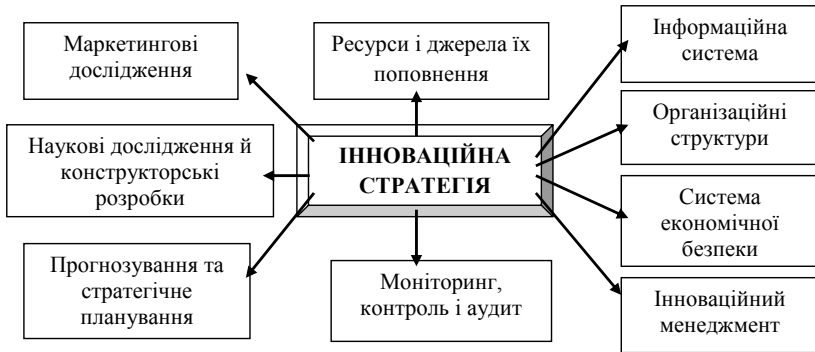 Маркетингові
дослідження
Ресурси і джерела їх
поповнення
Інформаційна
система
Наукові дослідження й
конструкторські
розробки
ІННОВАЦІЙНА
СТРАТЕГІЯ
Організаційні
структури
Система
економічної
безпеки
Прогнозування та
стратегічне
планування
Моніторинг,
контроль і аудит
Інноваційний
менеджмент